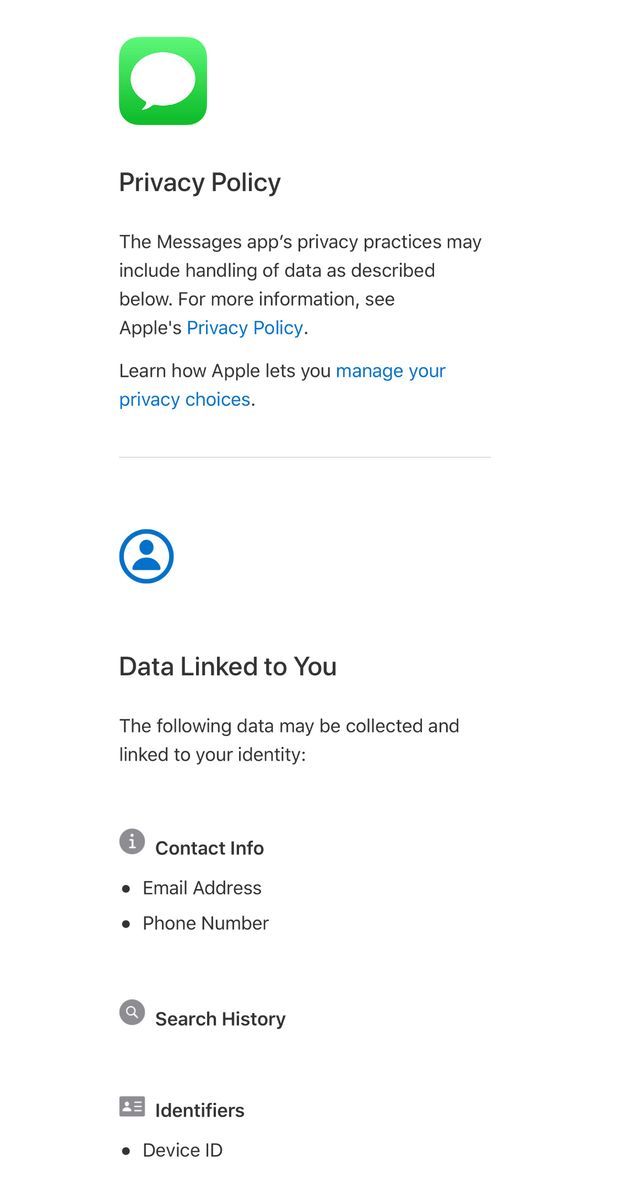 Privacy Policy
The Messages app’s privacy practices may
include handling of data as described
below. For more information, see
Apple's Privacy Policy.
Learn how Apple lets you manage your
privacy choices.
Data Linked to You
The following data may be collected and
linked to your identity:
Contact Info
• Email Address
• Phone Number
Search History
Identifiers
• Device ID